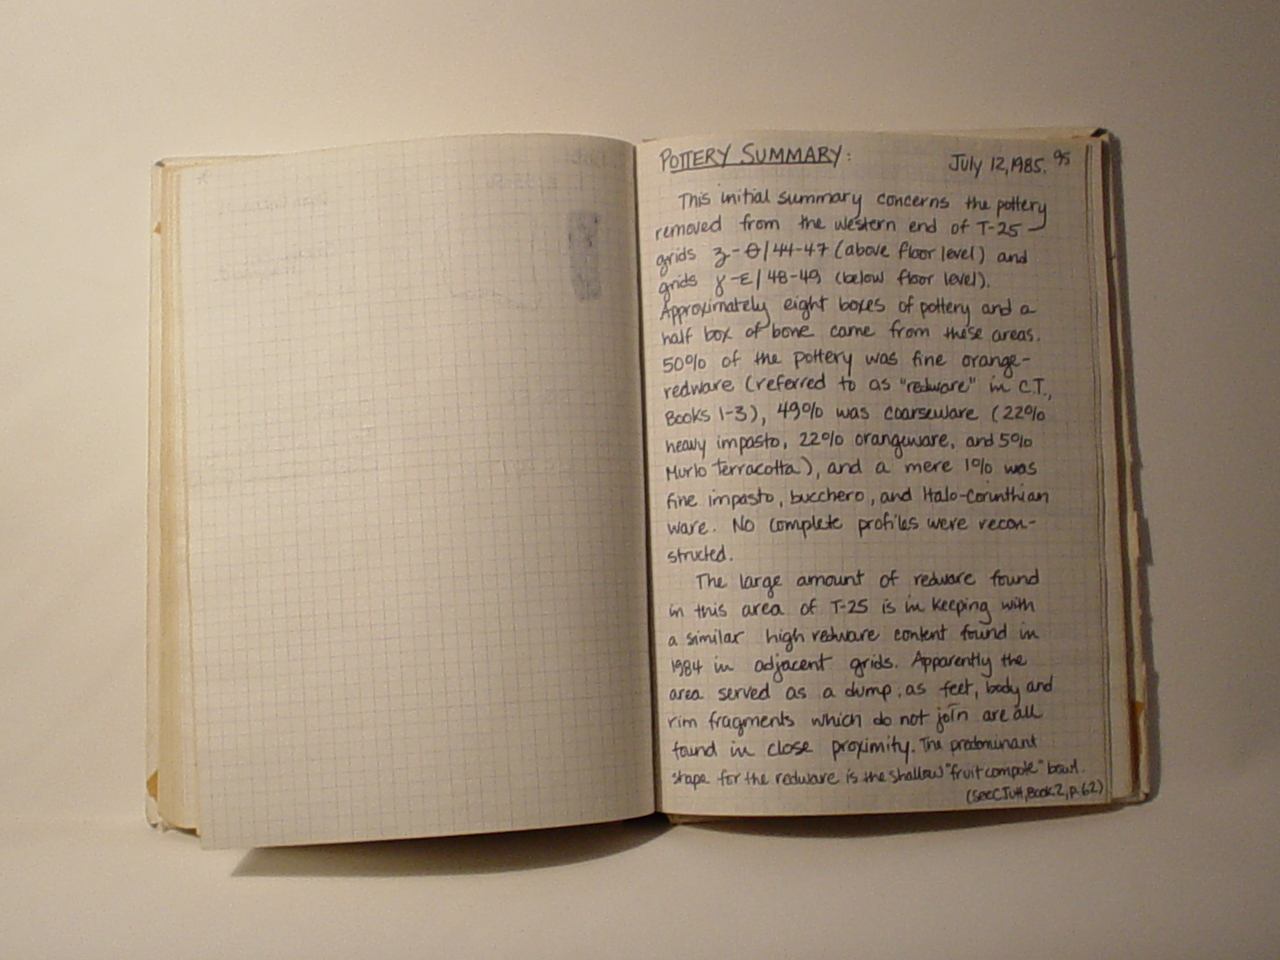 POTTERY SUMMARY: July 12, 1985. 95
This initial summary concerns the pottery
removed from the western end of T-25 —
grids z-θ/44-47 (above floor level) and
grids γ-ε/48-49 (below floor level).
Approximately eight boxes of pottery and a
half box of bone came from these areas.
50% of the pottery was fine orange-
redware (referred to as "redware" in C.T.,
Books 1-3), 49% was coarseware (22%
heavy impasto, 22% orangeware, and 5%
Murlo terracotta), and a mere 1% was
fine impasto, bucchero, and Italo-Corinthian
ware. No complete profiles were recon-
structed.
The large amount of redware found
in this area of T-25 is in keeping with
a similar high redware content found in
1984 in adjacent grids. Apparently the
area served as a dump, as feet, body and
rim fragments which do not join are all
found in close proximity. The predominant
shape for the redware is the shallow "fruit compote" bowl.
(see C. Tuft, Book 2, p. 62)